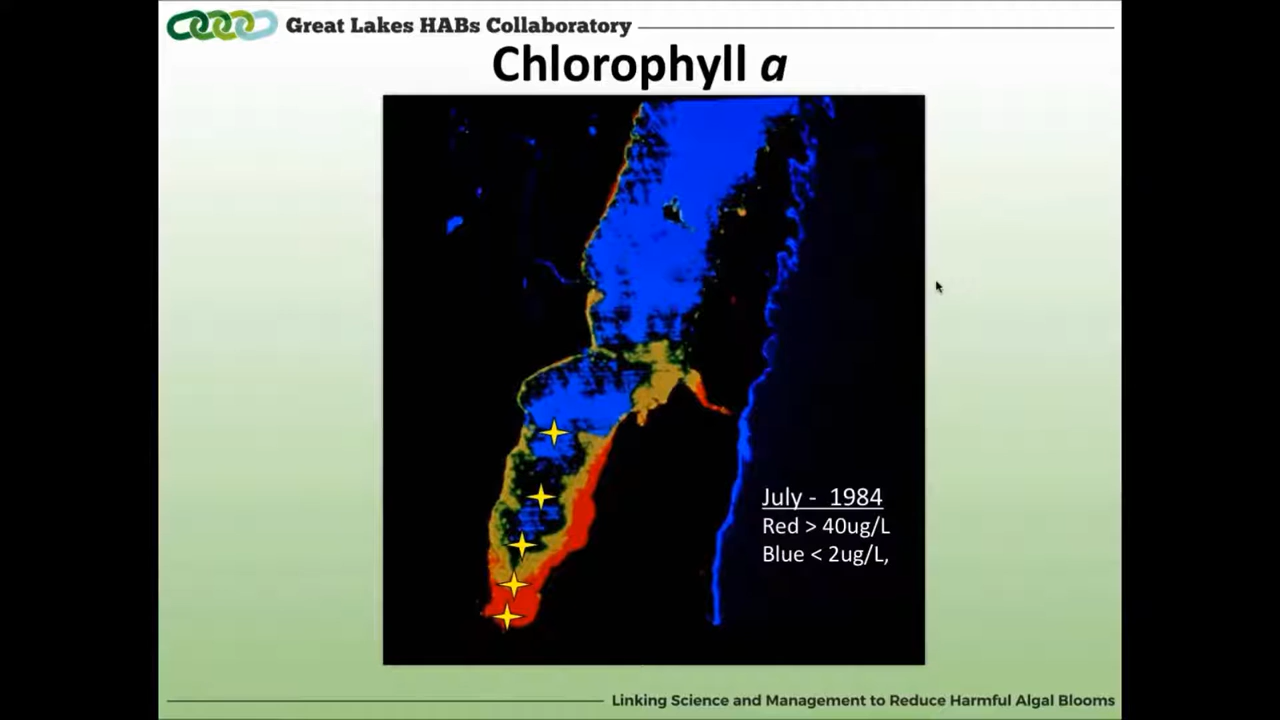 Great Lakes HABs Collaboratory
Chlorophyll a
July - 1984
Red > 40ug/L
Blue < 2ug/L,
Linking Science and Management to Reduce Harmful Algal Blooms